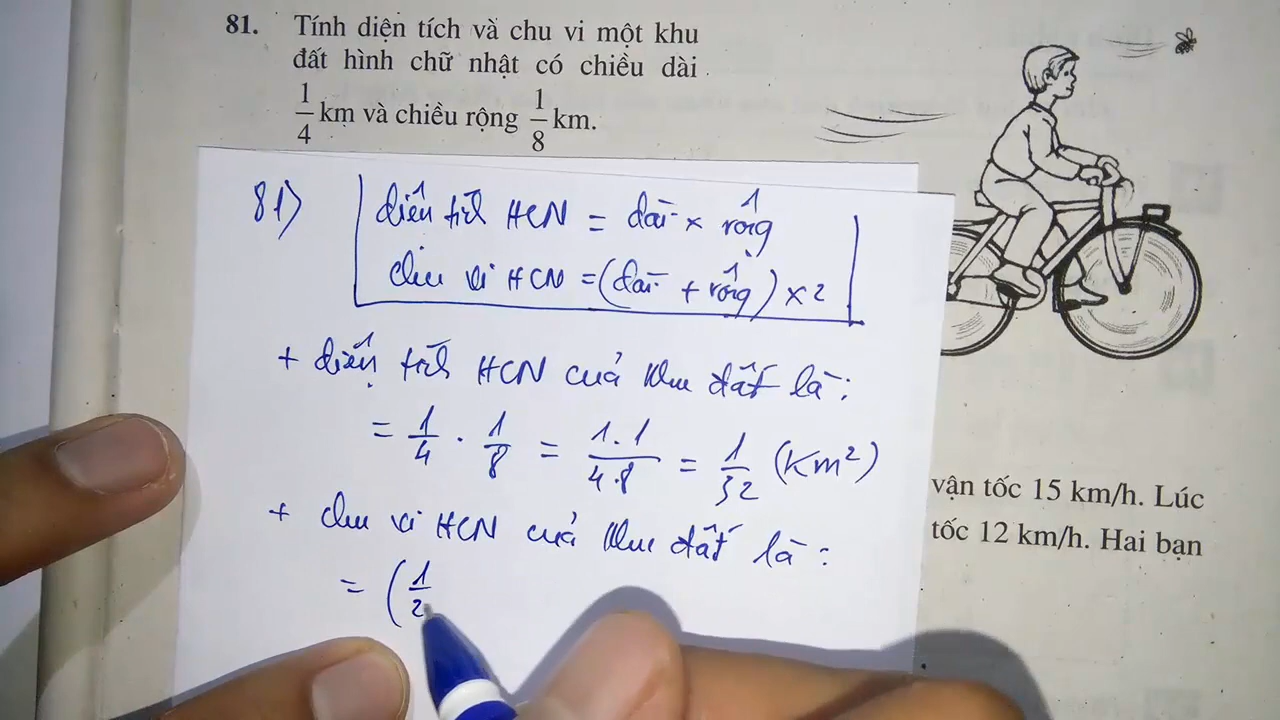 81. Tính diện tích và chu vi một khu
đất hình chữ nhật có chiều dài
1/4 km và chiều rộng 1/8 km.
81)
diện tích HCN = dài × rộng
chu vi HCN = (dài + rộng) × 2
+ diện tích HCN của khu đất là:
= 1/4 . 1/8 = 1.1/4.8 = 1/32 (Km²)
+ chu vi HCN của khu đất là:
= (1/2
vận tốc 15 km/h. Lúc
tốc 12 km/h. Hai bạn